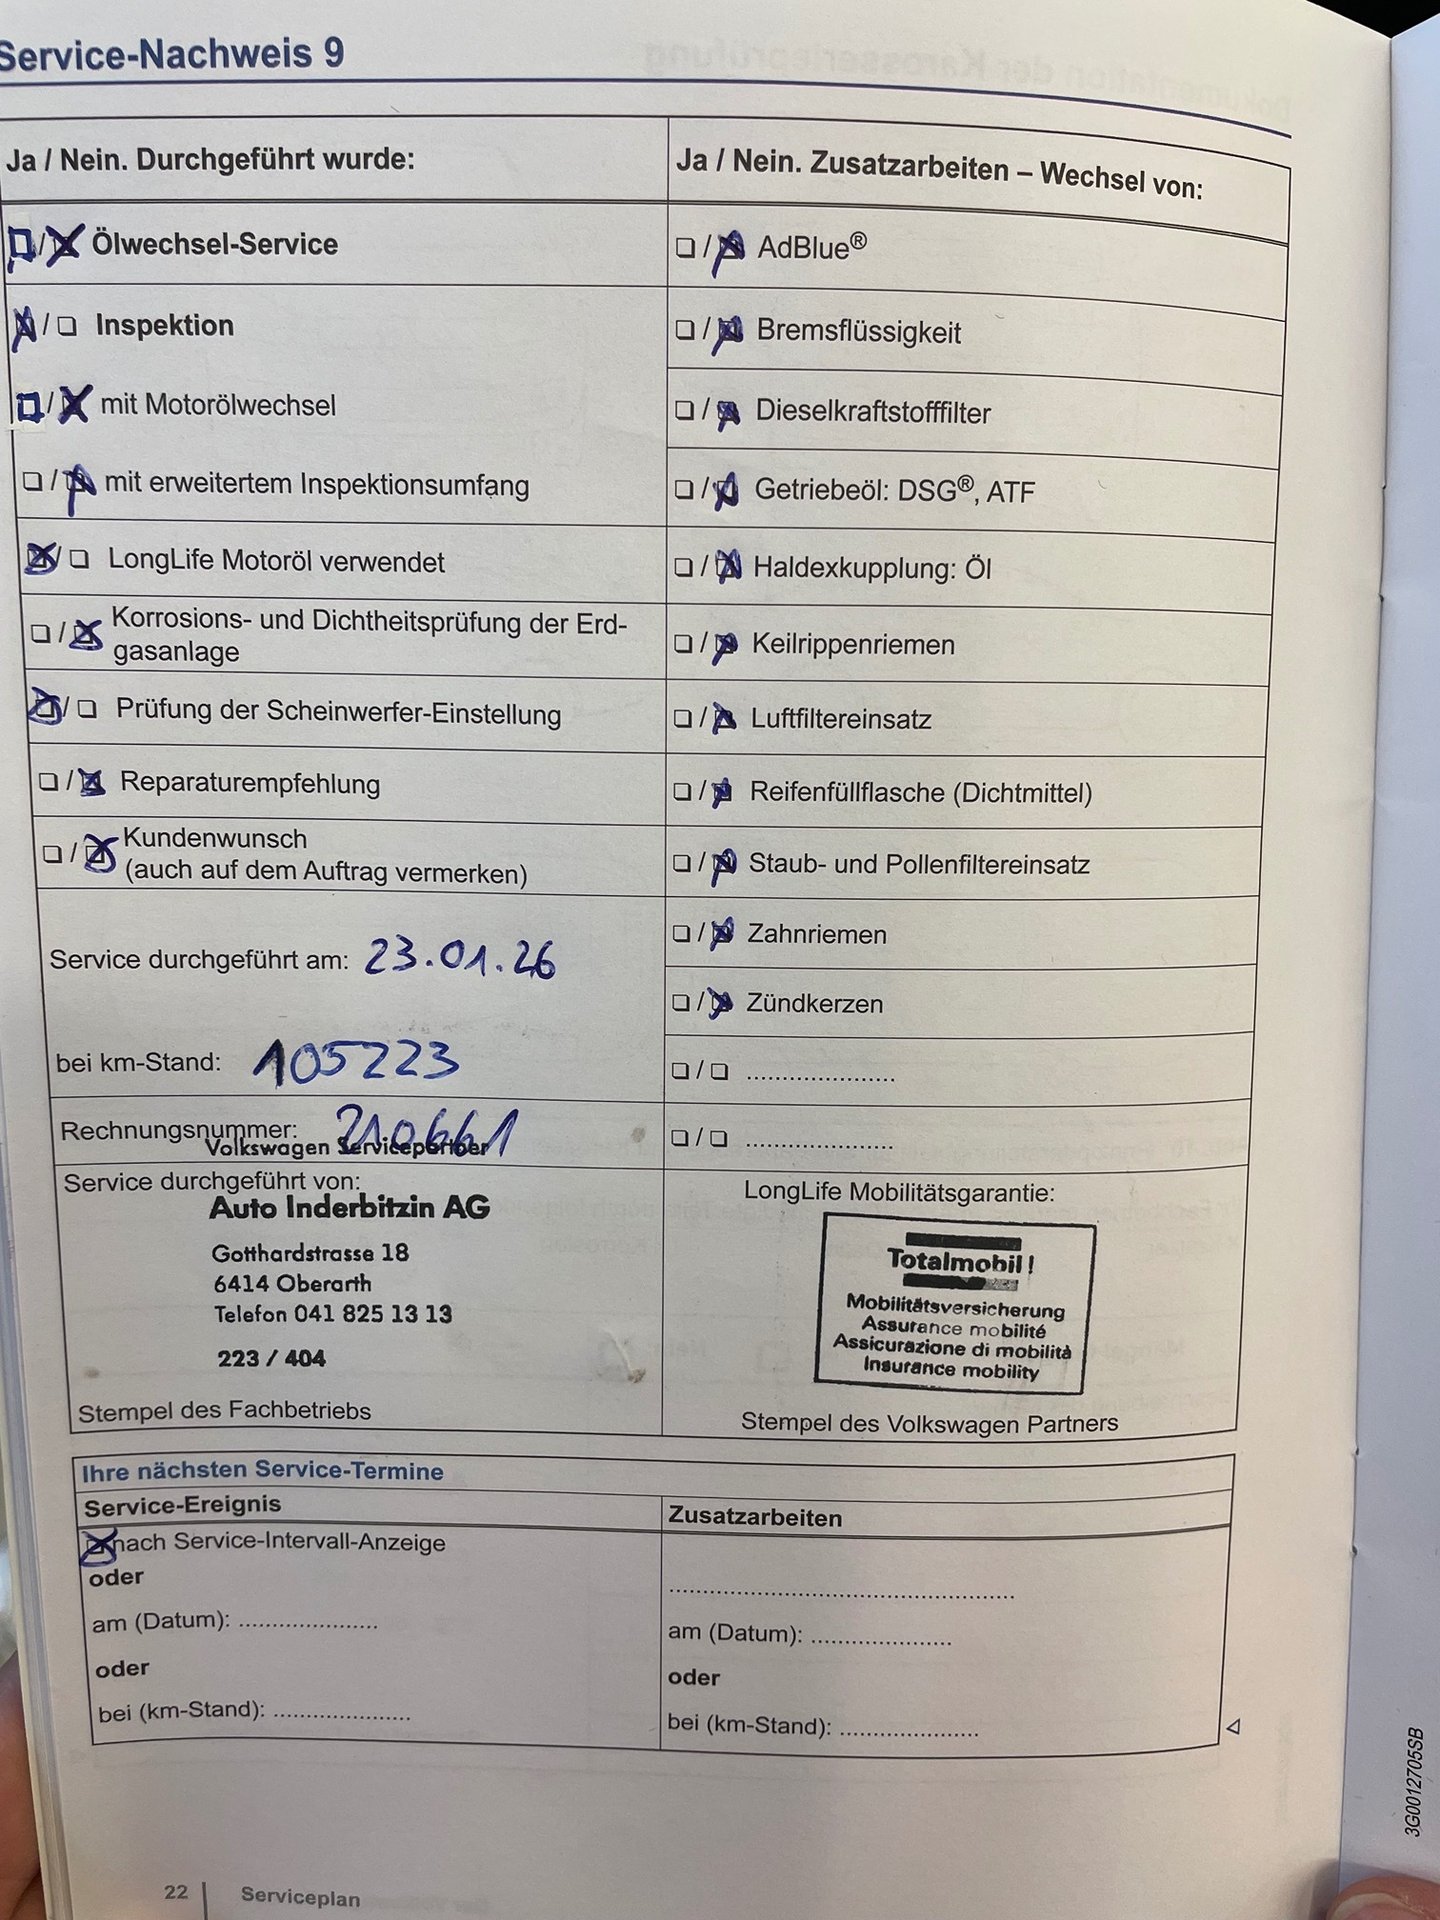 Service-Nachweis 9
Ja / Nein. Durchgeführt wurde:
☐ / ☒ Ölwechsel-Service
☒ / ☐ Inspektion
☐ / ☒ mit Motorölwechsel
☐ / ☒ mit erweitertem Inspektionsumfang
☒ / ☐ LongLife Motoröl verwendet
☐ / ☒ Korrosions- und Dichtheitsprüfung der Erd-
gasanlage
☒ / ☐ Prüfung der Scheinwerfer-Einstellung
☐ / ☒ Reparaturempfehlung
☐ / ☒ Kundenwunsch
(auch auf dem Auftrag vermerken)
Service durchgeführt am: 23.01.26
bei km-Stand: 105223
Rechnungsnummer: 210661
Volkswagen Servicepartner
Service durchgeführt von:
Auto Inderbitzin AG
Gotthardstrasse 18
6414 Oberarth
Telefon 041 825 13 13
223 / 404
Stempel des Fachbetriebs
Ja / Nein. Zusatzarbeiten – Wechsel von:
☐ / ☒ AdBlue®
☐ / ☒ Bremsflüssigkeit
☐ / ☒ Dieselkraftstofffilter
☐ / ☒ Getriebeöl: DSG®, ATF
☐ / ☒ Haldexkupplung: Öl
☐ / ☒ Keilrippenriemen
☐ / ☒ Luftfiltereinsatz
☐ / ☒ Reifenfüllflasche (Dichtmittel)
☐ / ☒ Staub- und Pollenfiltereinsatz
☐ / ☒ Zahnriemen
☐ / ☒ Zündkerzen
☐ / ☐ ......................
☐ / ☐ ......................
LongLife Mobilitätsgarantie:
Totalmobil!
Mobilitätsversicherung
Assurance mobilité
Assicurazione di mobilità
Insurance mobility
Stempel des Volkswagen Partners
Ihre nächsten Service-Termine
Service-Ereignis
☒ nach Service-Intervall-Anzeige
oder
am (Datum): .....................
oder
bei (km-Stand): .....................
Zusatzarbeiten
....................................................
am (Datum): .....................
oder
bei (km-Stand): .....................
22 | Serviceplan
3G0012705SB